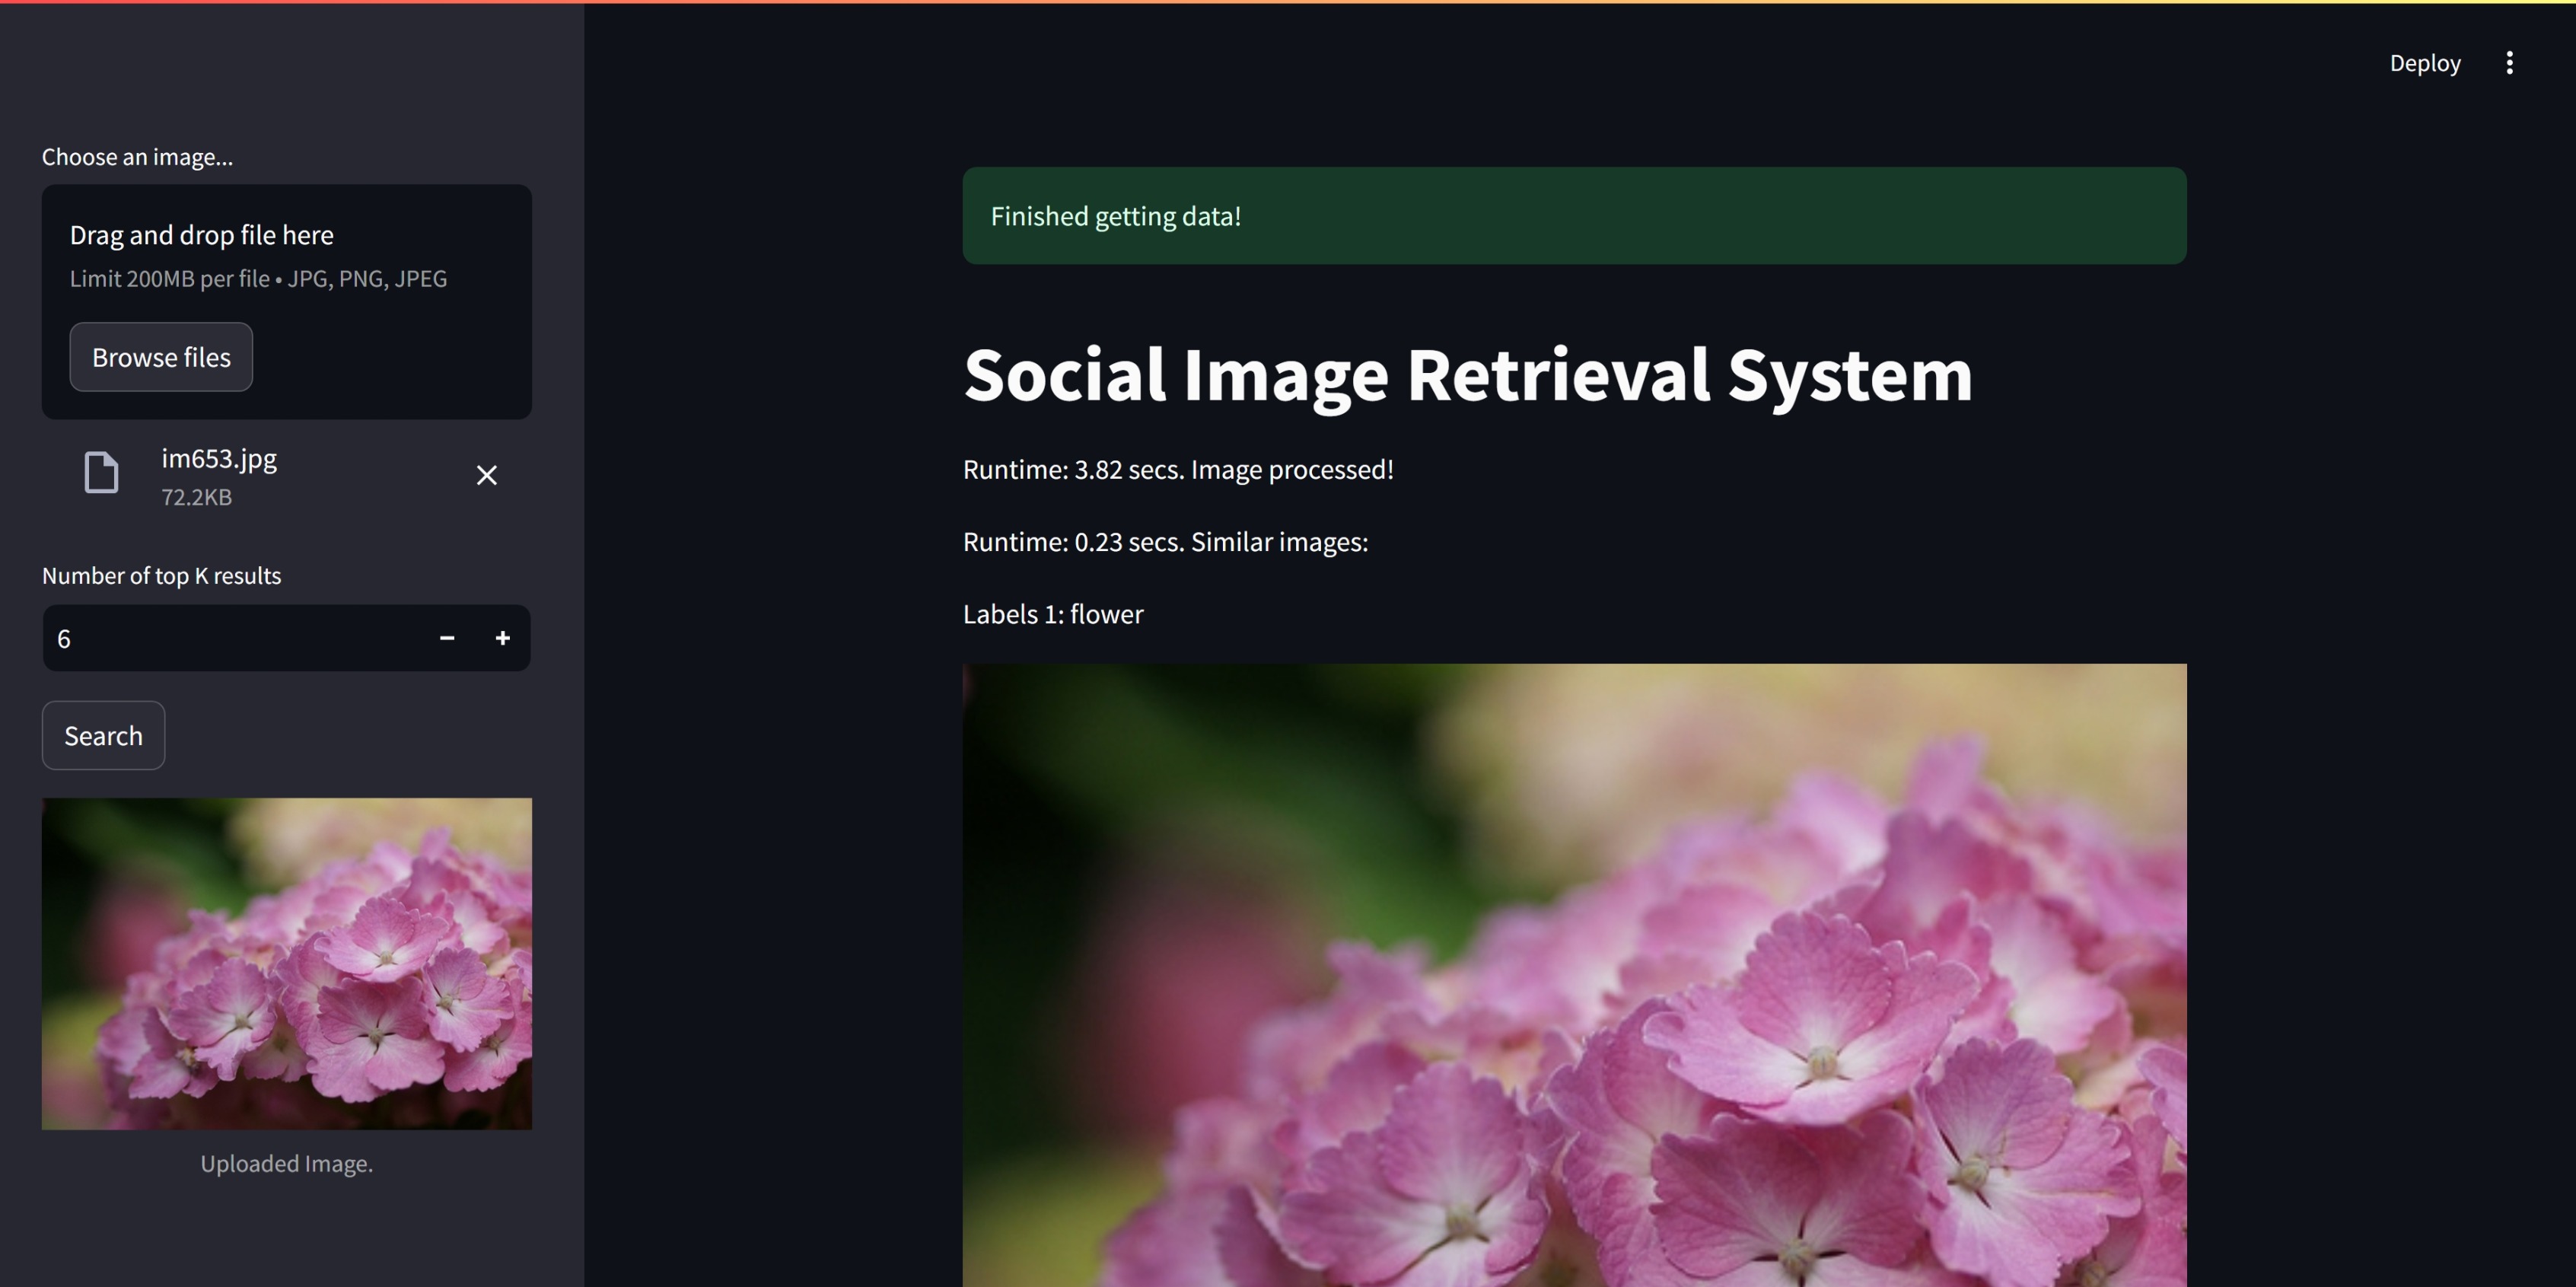 Deploy
Choose an image...
Drag and drop file here
Limit 200MB per file • JPG, PNG, JPEG
Browse files
im653.jpg
72.2KB
Number of top K results
6
Search
Uploaded Image.
Finished getting data!
Social Image Retrieval System
Runtime: 3.82 secs. Image processed!
Runtime: 0.23 secs. Similar images:
Labels 1: flower